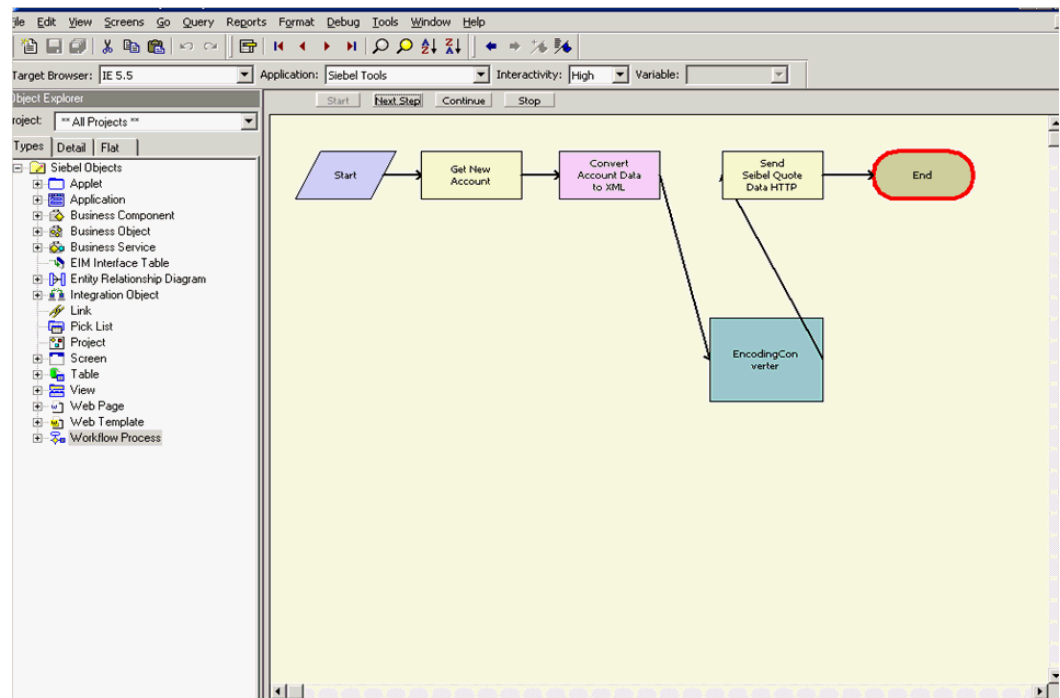 ile Edit View Screens Go Query Reports Format Debug Tools Window Help
Target Browser: IE 5.5 Application: Siebel Tools Interactivity: High Variable:
Object Explorer
roject: ** All Projects **
Types Detail Flat
Start Next Step Continue Stop
Siebel Objects
Applet
Application
Business Component
Business Object
Business Service
EIM Interface Table
Entity Relationship Diagram
Integration Object
Link
Pick List
Project
Screen
Table
View
Web Page
Web Template
Workflow Process
Start
Get New
Account
Convert
Account Data
to XML
Send
Seibel Quote
Data HTTP
End
EncodingCon
verter